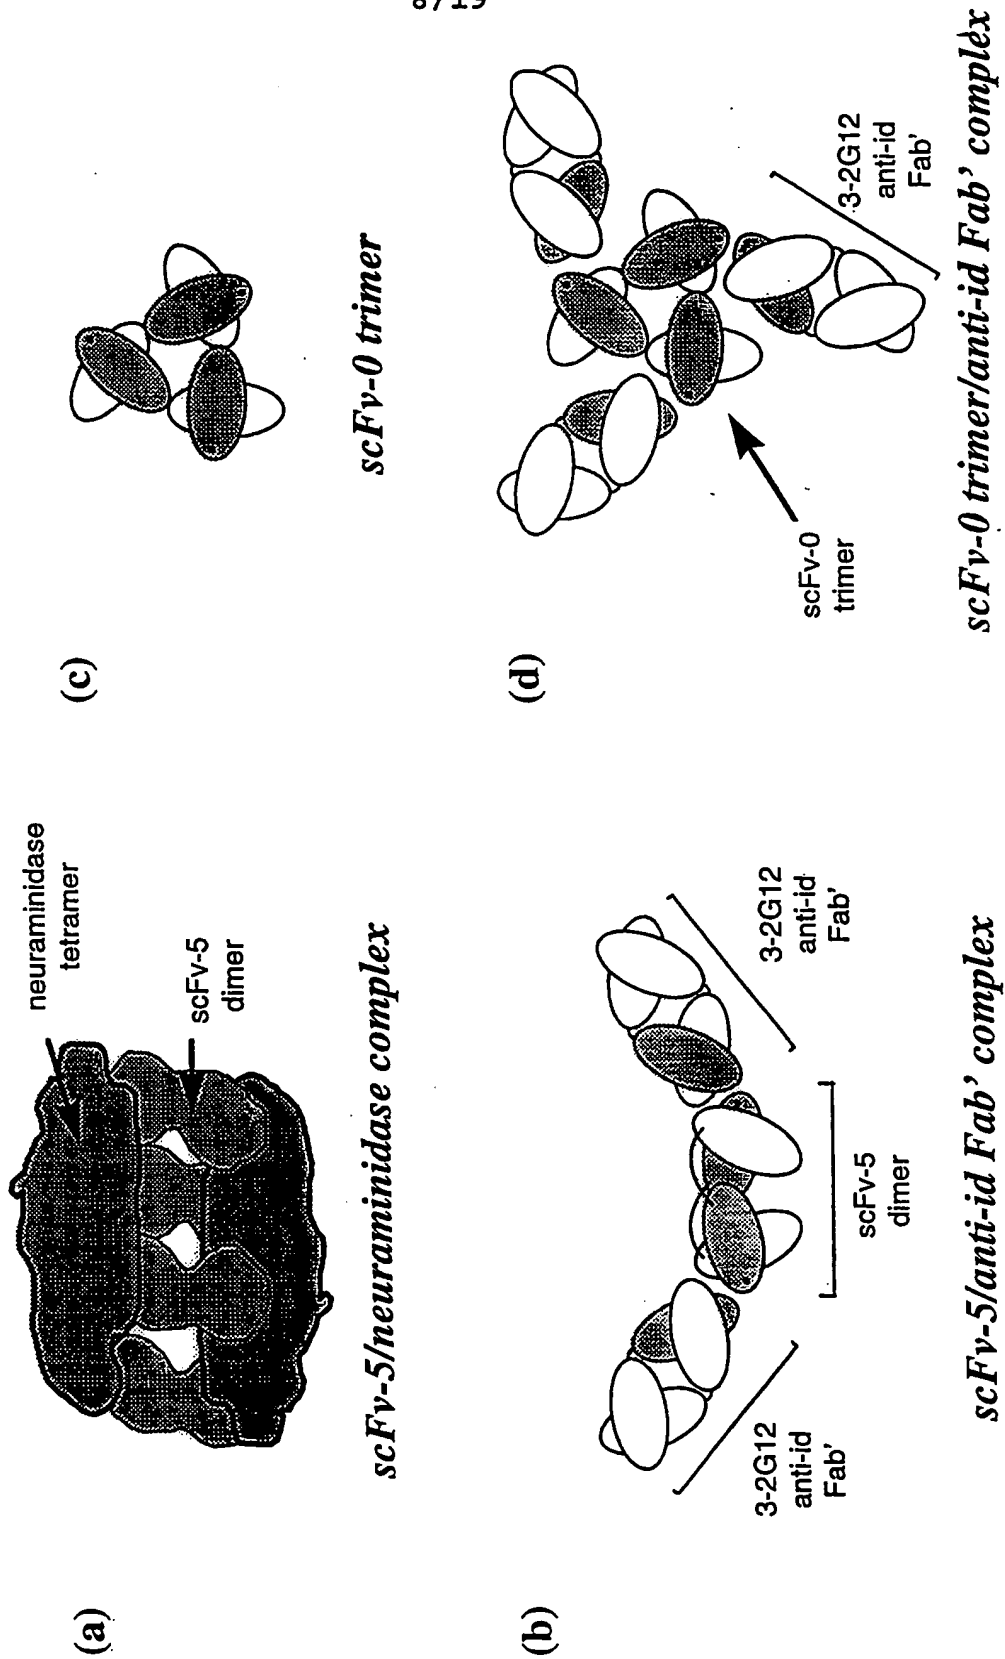 8/19
(a)
neuraminidase
tetramer
scFv-5
dimer
scFv-5/neuraminidase complex
(b)
3-2G12
anti-id
Fab'
scFv-5
dimer
3-2G12
anti-id
Fab'
scFv-5/anti-id Fab' complex
(c)
scFv-0 trimer
(d)
scFv-0
trimer
3-2G12
anti-id
Fab'
scFv-0 trimer/anti-id Fab' complex